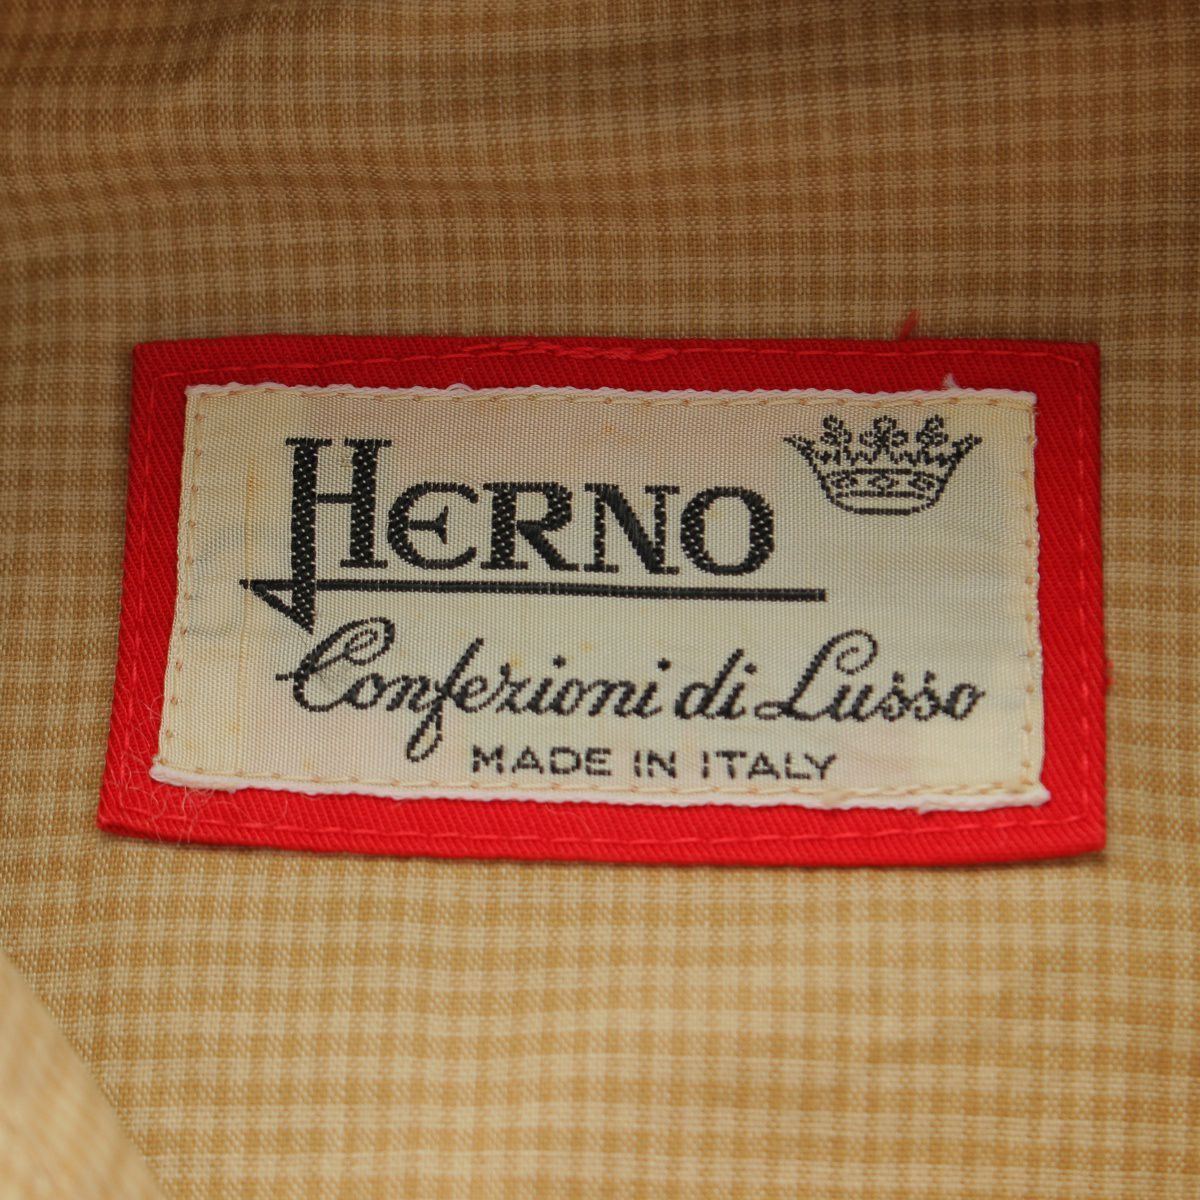 HERNO
Confezioni di Lusso
MADE IN ITALY